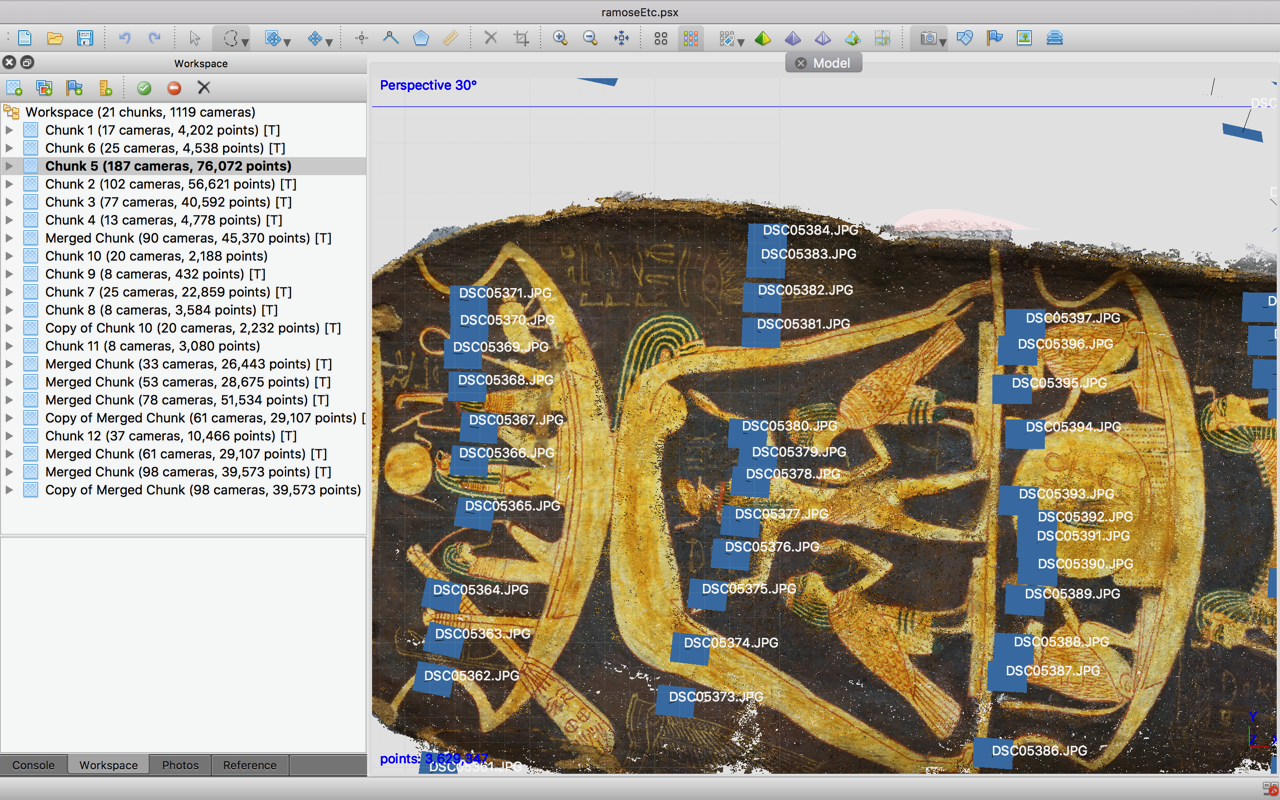 ramoseEtc.psx
Workspace
Model
Workspace (21 chunks, 1119 cameras)
Chunk 1 (17 cameras, 4,202 points) [T]
Chunk 6 (25 cameras, 4,538 points) [T]
Chunk 5 (187 cameras, 76,072 points)
Chunk 2 (102 cameras, 56,621 points) [T]
Chunk 3 (77 cameras, 40,592 points) [T]
Chunk 4 (13 cameras, 4,778 points) [T]
Merged Chunk (90 cameras, 45,370 points) [T]
Chunk 10 (20 cameras, 2,188 points)
Chunk 9 (8 cameras, 432 points) [T]
Chunk 7 (25 cameras, 22,859 points) [T]
Chunk 8 (8 cameras, 3,584 points) [T]
Copy of Chunk 10 (20 cameras, 2,232 points) [T]
Chunk 11 (8 cameras, 3,080 points)
Merged Chunk (33 cameras, 26,443 points) [T]
Merged Chunk (53 cameras, 28,675 points) [T]
Merged Chunk (78 cameras, 51,534 points) [T]
Copy of Merged Chunk (61 cameras, 29,107 points) [
Chunk 12 (37 cameras, 10,466 points) [T]
Merged Chunk (61 cameras, 29,107 points) [T]
Merged Chunk (98 cameras, 39,573 points) [T]
Copy of Merged Chunk (98 cameras, 39,573 points)
Console
Workspace
Photos
Reference
Perspective 30°
DSC05371.JPG
DSC05370.JPG
DSC05369.JPG
DSC05368.JPG
DSC05367.JPG
DSC05366.JPG
DSC05365.JPG
DSC05364.JPG
DSC05363.JPG
DSC05362.JPG
DSC05384.JPG
DSC05383.JPG
DSC05382.JPG
DSC05381.JPG
DSC05380.JPG
DSC05379.JPG
DSC05378.JPG
DSC05377.JPG
DSC05376.JPG
DSC05375.JPG
DSC05374.JPG
DSC05373.JPG
DSC05397.JPG
DSC05396.JPG
DSC05395.JPG
DSC05394.JPG
DSC05393.JPG
DSC05392.JPG
DSC05391.JPG
DSC05390.JPG
DSC05389.JPG
DSC05388.JPG
DSC05387.JPG
DSC05386.JPG
DSC
Y
Z
points: 3,629,347
DSC05361.JPG